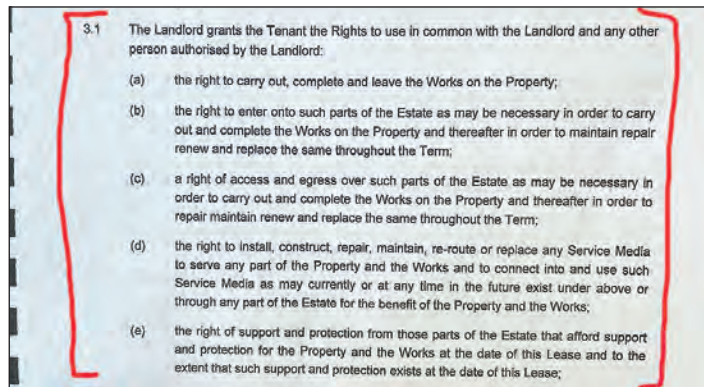 3.1 The Landlord grants the Tenant the Rights to use in common with the Landlord and any other
person authorised by the Landlord:
(a) the right to carry out, complete and leave the Works on the Property;
(b) the right to enter onto such parts of the Estate as may be necessary in order to carry
out and complete the Works on the Property and thereafter in order to maintain repair
renew and replace the same throughout the Term;
(c) a right of access and egress over such parts of the Estate as may be necessary in
order to carry out and complete the Works on the Property and thereafter in order to
repair maintain renew and replace the same throughout the Term;
(d) the right to install, construct, repair, maintain, re-route or replace any Service Media
to serve any part of the Property and the Works and to connect into and use such
Service Media as may currently or at any time in the future exist under above or
through any part of the Estate for the benefit of the Property and the Works;
(e) the right of support and protection from those parts of the Estate that afford support
and protection for the Property and the Works at the date of this Lease and to the
extent that such support and protection exists at the date of this Lease;